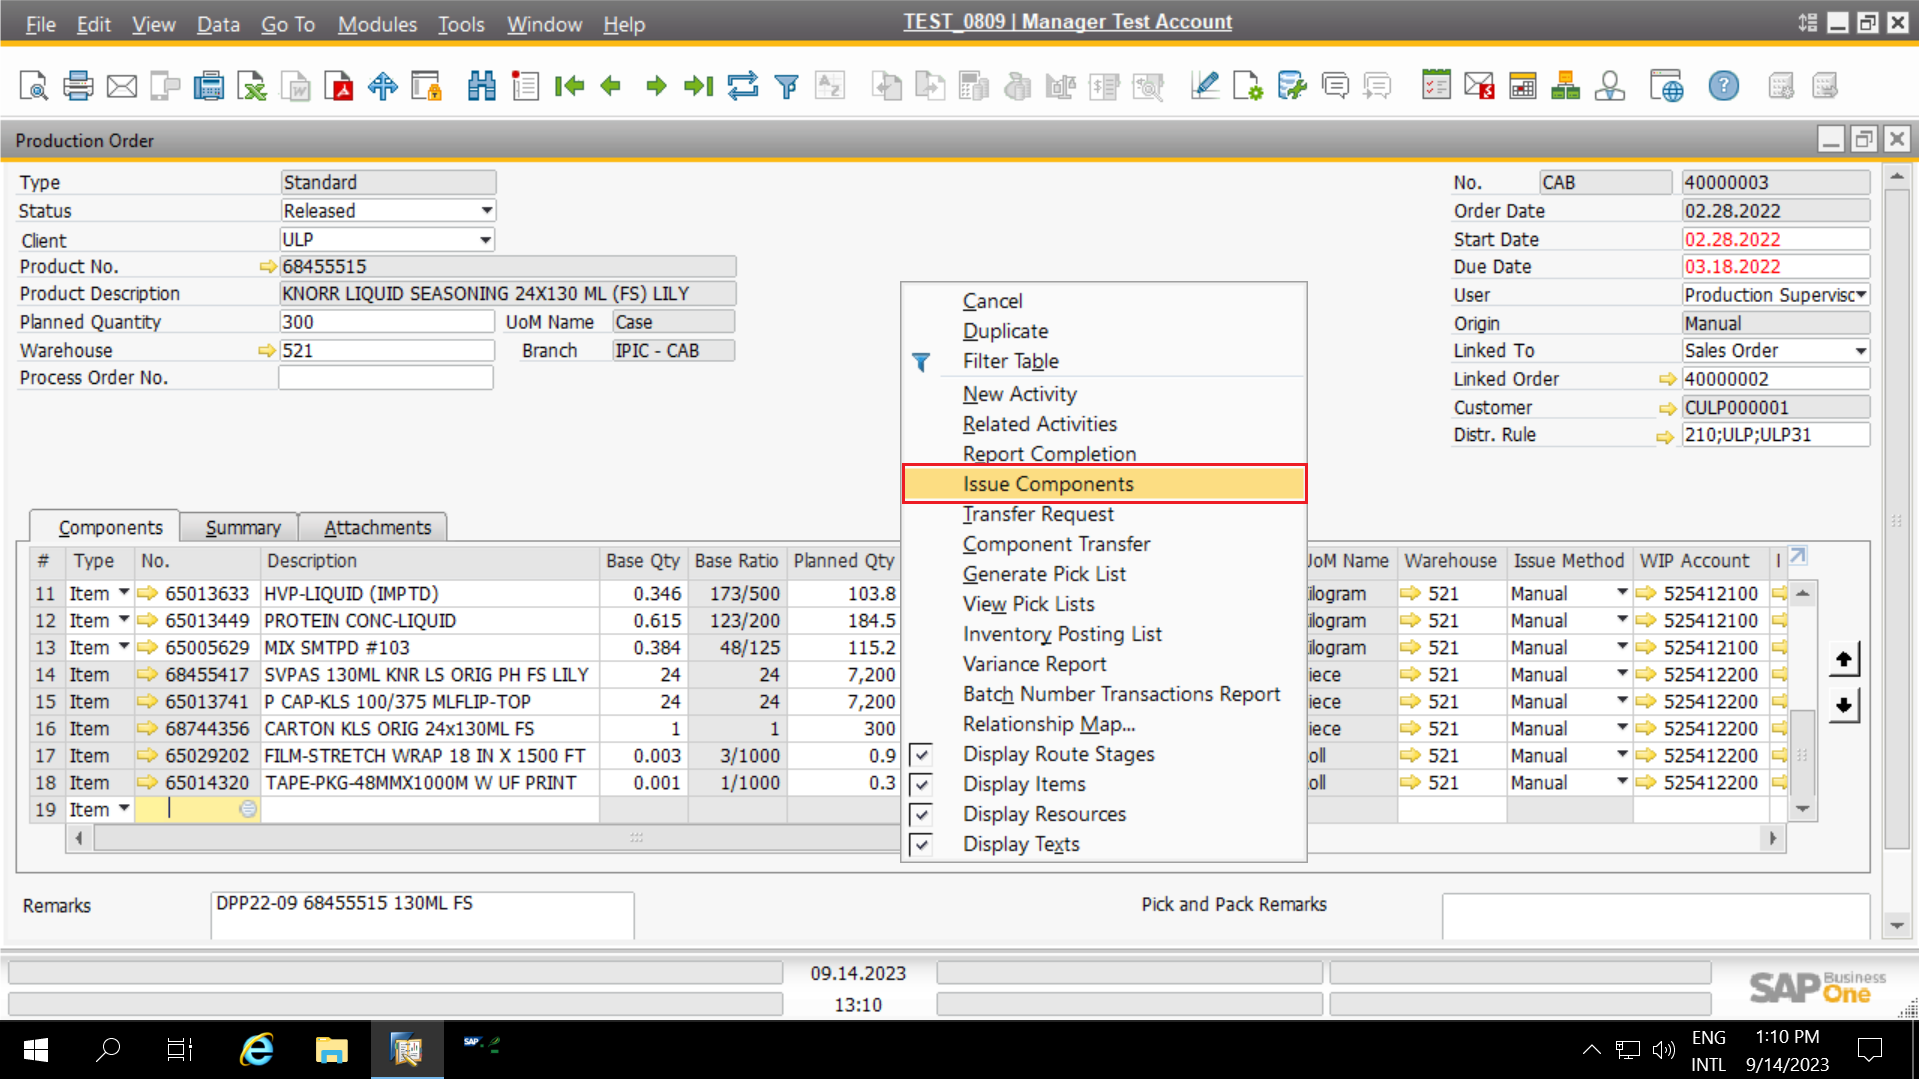 File Edit View Data Go To Modules Tools Window Help
TEST_0809 | Manager Test Account
Production Order
Type Standard
Status Released
Client ULP
Product No. 68455515
Product Description KNORR LIQUID SEASONING 24X130 ML (FS) LILY
Planned Quantity 300 UoM Name Case
Warehouse 521 Branch IPIC - CAB
Process Order No.
No. CAB 40000003
Order Date 02.28.2022
Start Date 02.28.2022
Due Date 03.18.2022
User Production Supervisc
Origin Manual
Linked To Sales Order
Linked Order 40000002
Customer CULP000001
Distr. Rule 210;ULP;ULP31
Cancel
Duplicate
Filter Table
New Activity
Related Activities
Report Completion
Issue Components
Transfer Request
Component Transfer
Generate Pick List
View Pick Lists
Inventory Posting List
Variance Report
Batch Number Transactions Report
Relationship Map...
Display Route Stages
Display Items
Display Resources
Display Texts
Components Summary Attachments
# Type No. Description Base Qty Base Ratio Planned Qty JoM Name Warehouse Issue Method WIP Account I
11 Item 65013633 HVP-LIQUID (IMPTD) 0.346 173/500 103.8 ilogram 521 Manual 525412100
12 Item 65013449 PROTEIN CONC-LIQUID 0.615 123/200 184.5 ilogram 521 Manual 525412100
13 Item 65005629 MIX SMTPD #103 0.384 48/125 115.2 ilogram 521 Manual 525412100
14 Item 68455417 SVPAS 130ML KNR LS ORIG PH FS LILY 24 24 7,200 iece 521 Manual 525412200
15 Item 65013741 P CAP-KLS 100/375 MLFLIP-TOP 24 24 7,200 iece 521 Manual 525412200
16 Item 68744356 CARTON KLS ORIG 24x130ML FS 1 1 300 iece 521 Manual 525412200
17 Item 65029202 FILM-STRETCH WRAP 18 IN X 1500 FT 0.003 3/1000 0.9 oll 521 Manual 525412200
18 Item 65014320 TAPE-PKG-48MMX1000M W UF PRINT 0.001 1/1000 0.3 oll 521 Manual 525412200
19 Item
Remarks DPP22-09 68455515 130ML FS
Pick and Pack Remarks
09.14.2023
13:10
SAP Business One
SAP
ENG
INTL
1:10 PM
9/14/2023